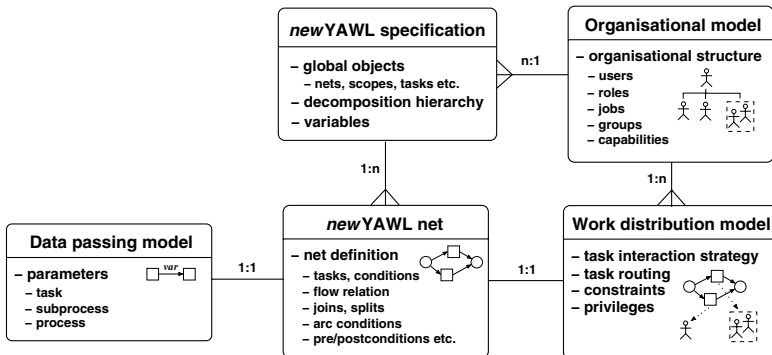 newYAWL specification
– global objects
– nets, scopes, tasks etc.
– decomposition hierarchy
– variables
n:1
Organisational model
– organisational structure
– users
– roles
– jobs
– groups
– capabilities
1:n
1:n
Data passing model
– parameters
– task
– subprocess
– process
var
1:1
newYAWL net
– net definition
– tasks, conditions
– flow relation
– joins, splits
– arc conditions
– pre/postconditions etc.
1:1
Work distribution model
– task interaction strategy
– task routing
– constraints
– privileges